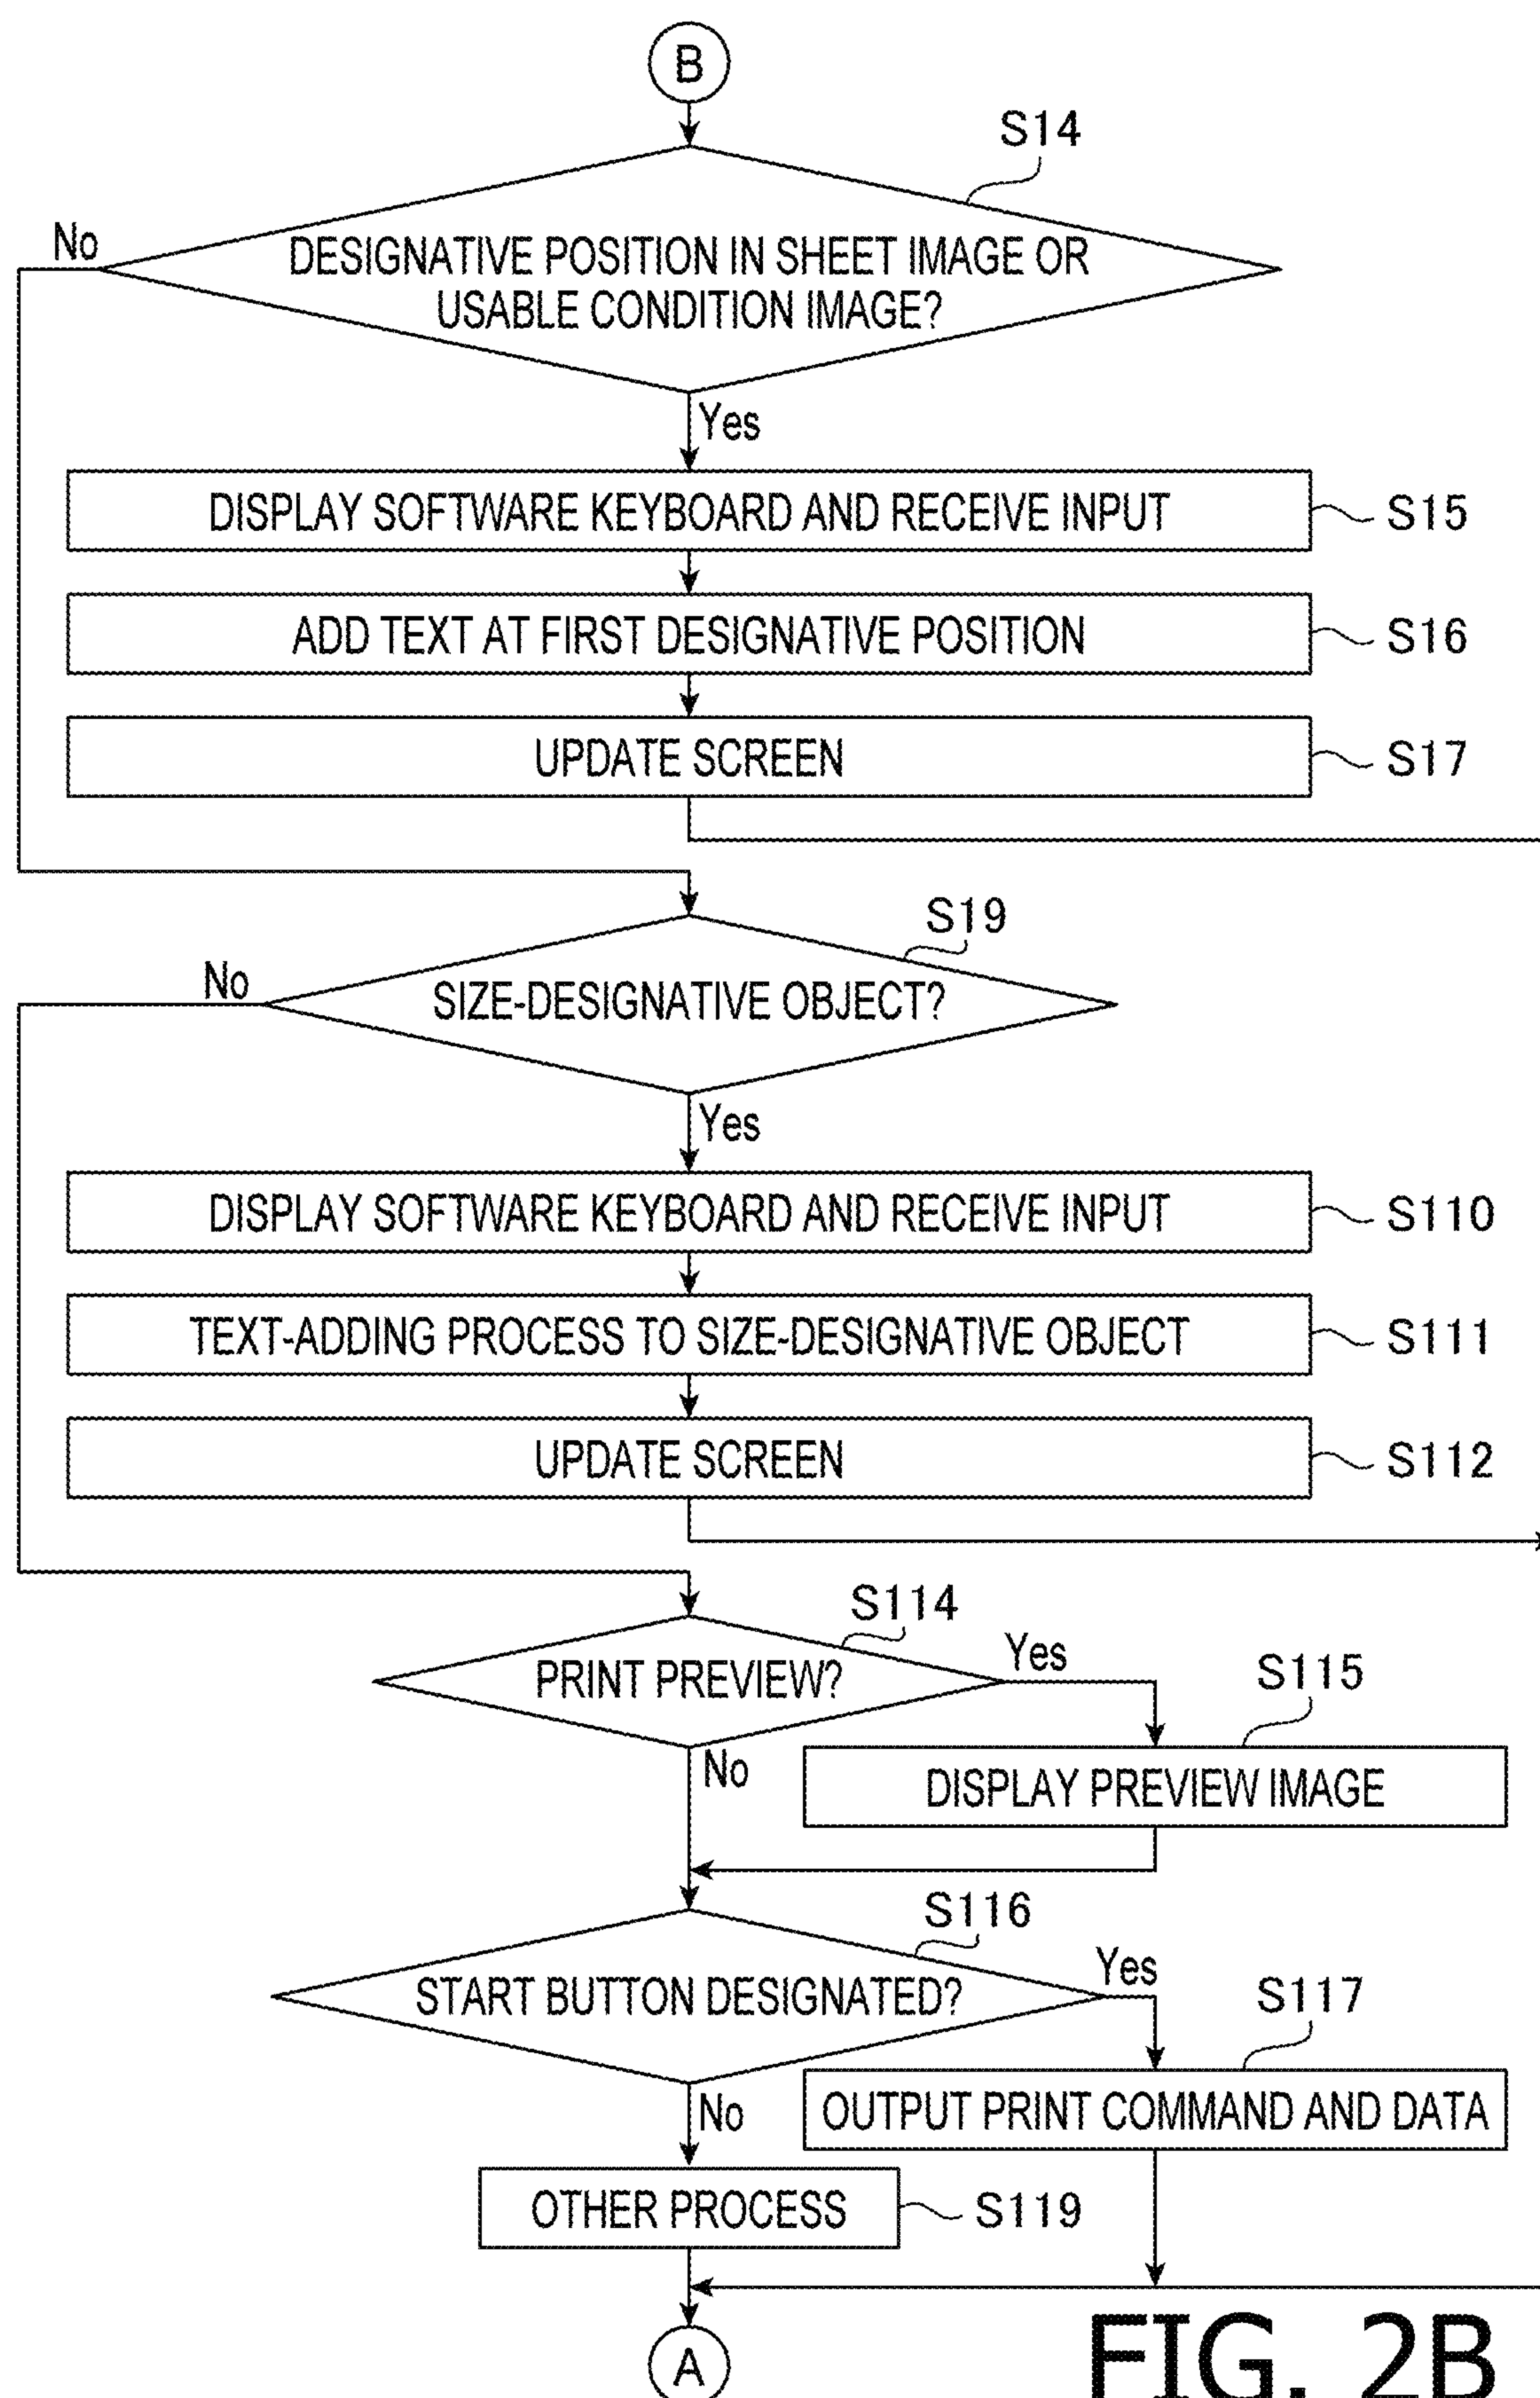 B
S14
No
DESIGNATIVE POSITION IN SHEET IMAGE OR
USABLE CONDITION IMAGE?
Yes
DISPLAY SOFTWARE KEYBOARD AND RECEIVE INPUT
S15
ADD TEXT AT FIRST DESIGNATIVE POSITION
S16
UPDATE SCREEN
S17
S19
No
SIZE-DESIGNATIVE OBJECT?
Yes
DISPLAY SOFTWARE KEYBOARD AND RECEIVE INPUT
S110
TEXT-ADDING PROCESS TO SIZE-DESIGNATIVE OBJECT
S111
UPDATE SCREEN
S112
S114
PRINT PREVIEW?
Yes
S115
No
DISPLAY PREVIEW IMAGE
S116
START BUTTON DESIGNATED?
Yes
S117
No
OUTPUT PRINT COMMAND AND DATA
OTHER PROCESS
S119
A
FIG. 2B